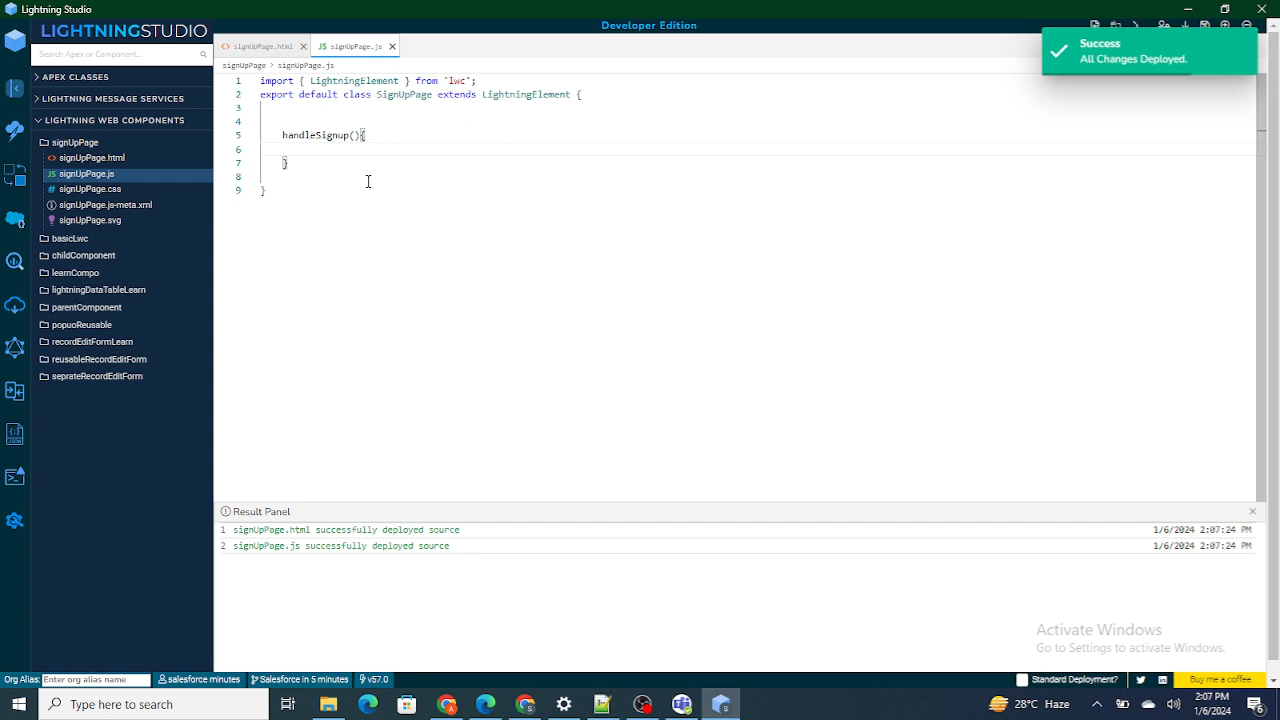 Lightning Studio
Developer Edition
LIGHTNINGSTUDIO
Search Apex or Component...
APEX CLASSES
LIGHTNING MESSAGE SERVICES
LIGHTNING WEB COMPONENTS
signUpPage
signUpPage.html
signUpPage.js
signUpPage.css
signUpPage.js-meta.xml
signUpPage.svg
basicLwc
childComponent
learnCompo
lightningDataTableLearn
parentComponent
popuoReusable
recordEditFormLearn
reusableRecordEditForm
seprateRecordEditForm
signUpPage.html
JS signUpPage.js
signUpPage > signUpPage.js
1 import { LightningElement } from 'lwc';
2 export default class SignUpPage extends LightningElement {
3
4
5 handleSignup(){
6
7 }
8
9 }
Success
All Changes Deployed.
Result Panel
1 signUpPage.html successfully deployed source 1/6/2024 2:07:24 PM
2 signUpPage.js successfully deployed source 1/6/2024 2:07:24 PM
Activate Windows
Go to Settings to activate Windows.
Org Alias: Enter org alias name salesforce minutes Salesforce in 5 minutes v57.0 Standard Deployment? Buy me a coffee
Type here to search
28°C Haze
2:07 PM
1/6/2024
6